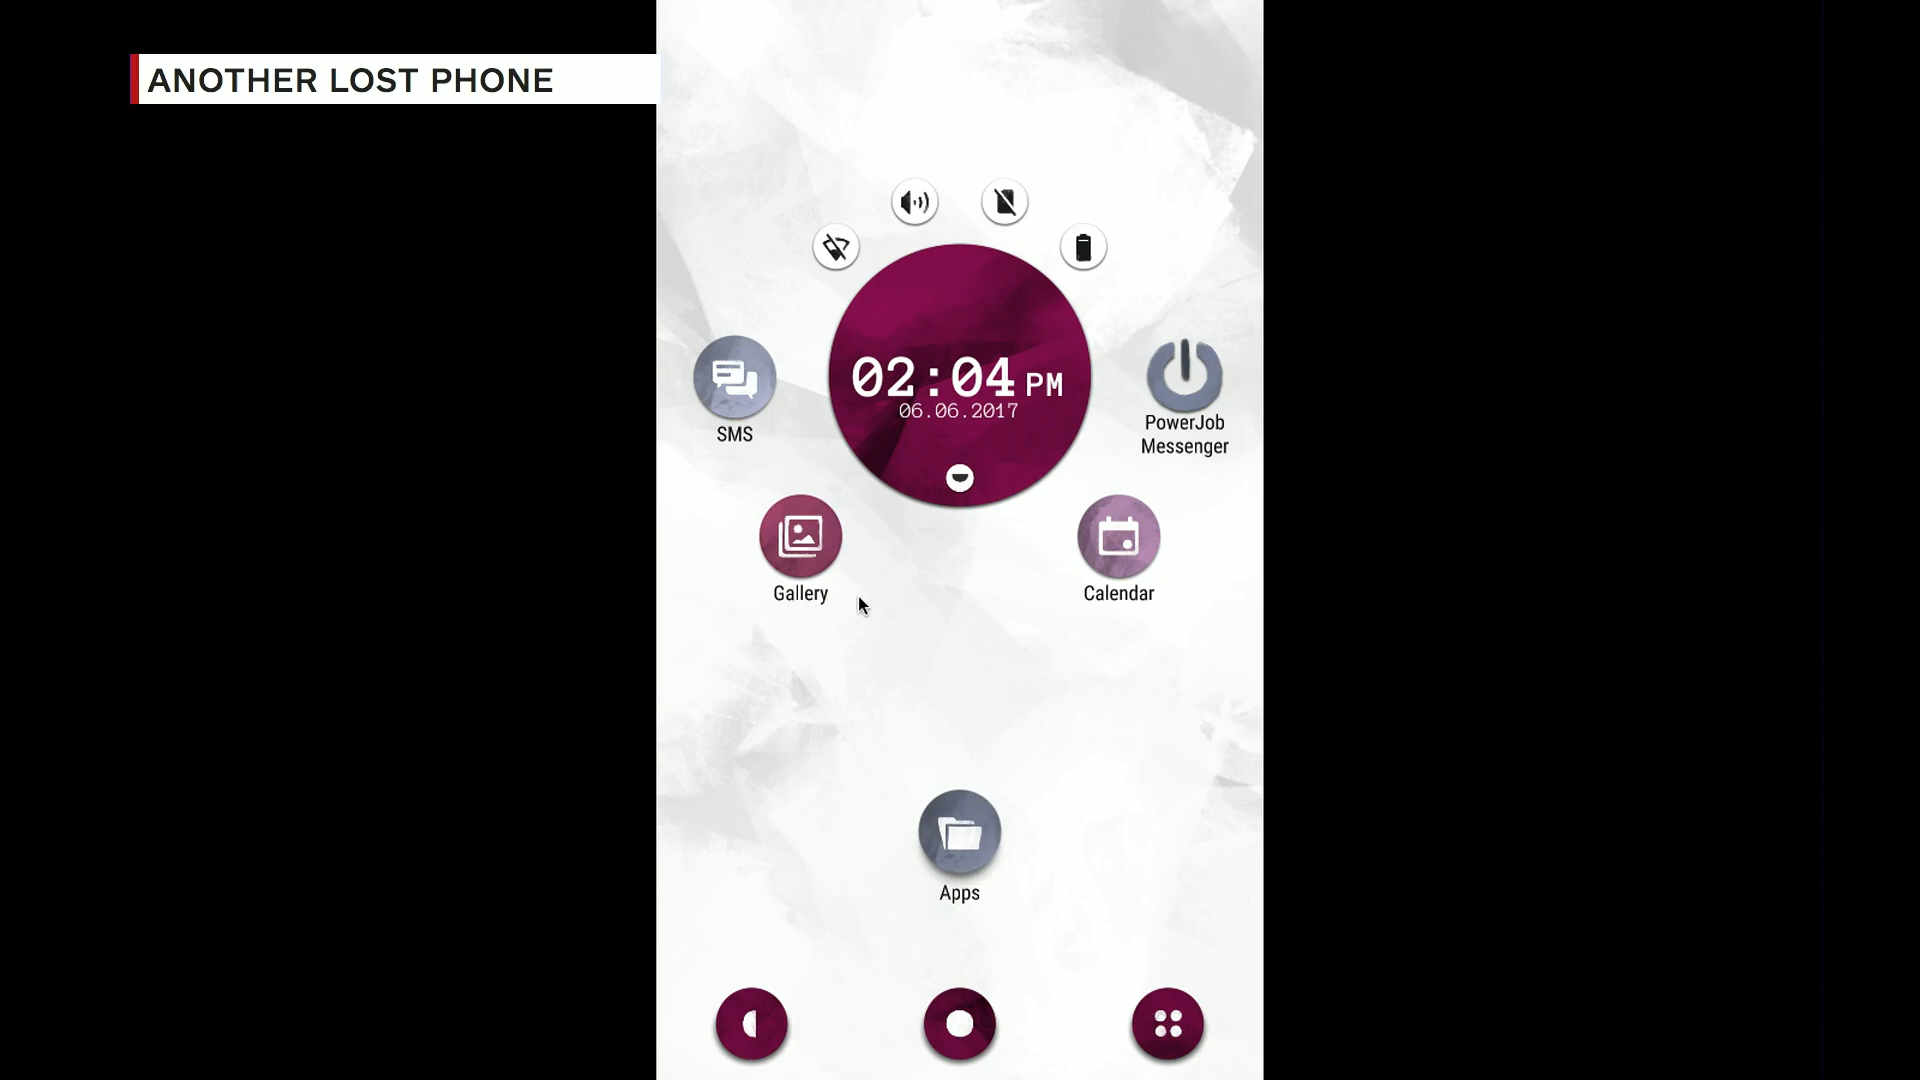 ANOTHER LOST PHONE
02:04 PM
06.06.2017
SMS
PowerJob
Messenger
Gallery
Calendar
Apps